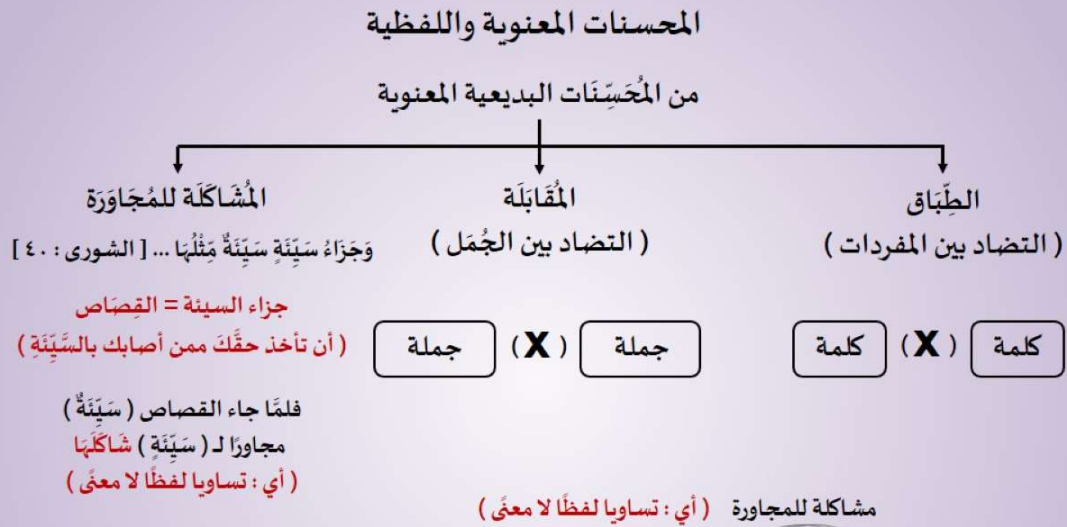 المحسنات المعنوية واللفظية
من المُحَسِّنَات البديعية المعنوية
الطِّبَاق
( التضاد بين المفردات )
كلمة ( X ) كلمة
المُقَابَلَة
( التضاد بين الجُمَل )
جملة ( X ) جملة
المُشَاكَلَة للمُجَاوَرَة
وَجَزَاءُ سَيِّئَةٍ سَيِّئَةٌ مِّثْلُهَا ... [ الشورى : ٤٠ ]
جزاء السيئة = القِصَاص
( أن تأخذ حقَّكَ ممن أصابك بالسَّيِّئَةِ )
فلمَّا جاء القصاص ( سَيِّئَةٌ )
مجاورًا لـ ( سَيِّئَةٍ ) شَاكَلَهَا
( أي : تساويا لفظًا لا معنًى )
مشاكلة للمجاورة ( أي : تساويا لفظًا لا معنًى )